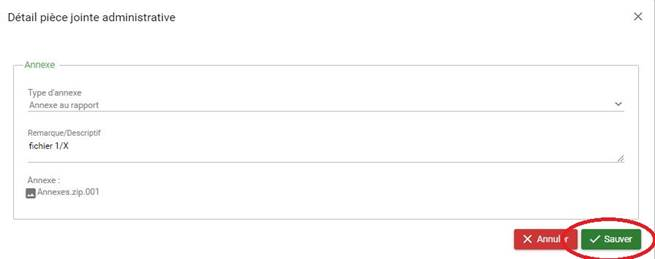 Détail pièce jointe administrative
Annexe
Type d'annexe
Annexe au rapport
Remarque/Descriptif
fichier 1/X
Annexe :
Annexes.zip.001
Annul r
Sauver